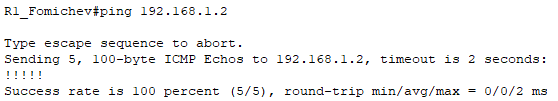 R1_Fomichev#ping 192.168.1.2
Type escape sequence to abort.
Sending 5, 100-byte ICMP Echos to 192.168.1.2, timeout is 2 seconds:
!!!!!
Success rate is 100 percent (5/5), round-trip min/avg/max = 0/0/2 ms